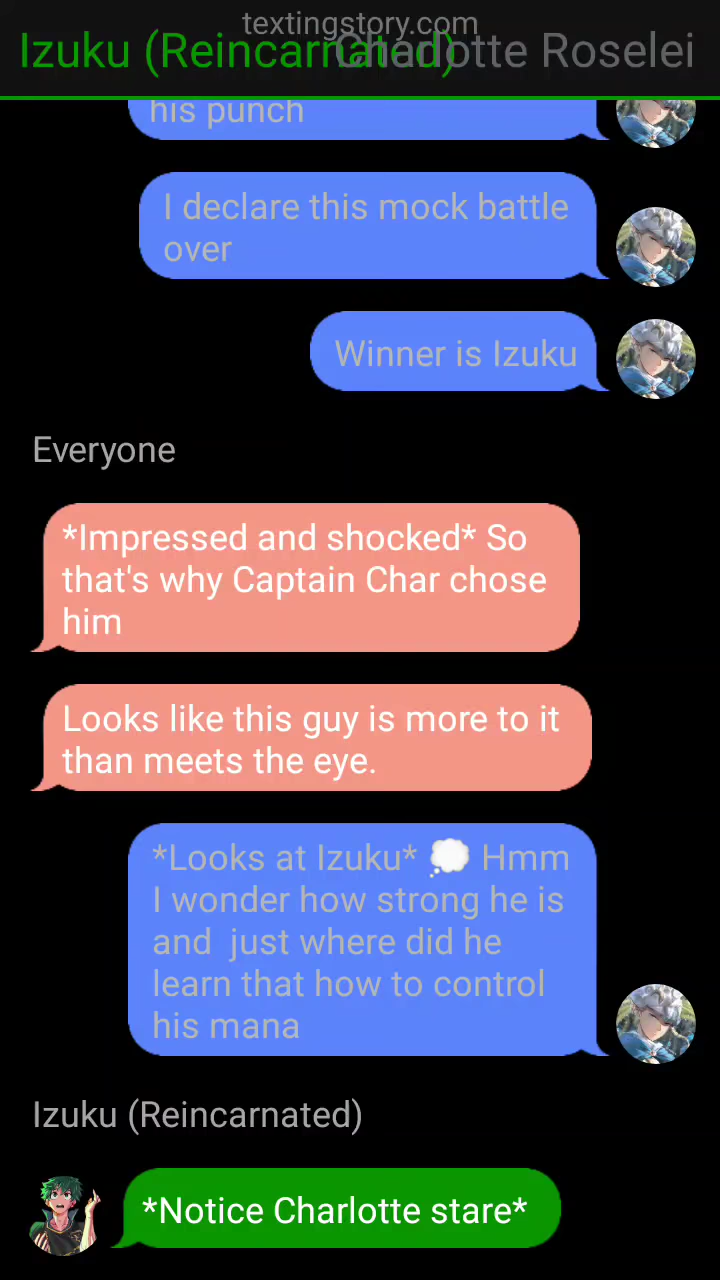 textingstory.com
Izuku (Reincarnated)
Charlotte Roselei
his punch
I declare this mock battle
over
Winner is Izuku
Everyone
*Impressed and shocked* So
that's why Captain Char chose
him
Looks like this guy is more to it
than meets the eye.
*Looks at Izuku* 💭 Hmm
I wonder how strong he is
and  just where did he
learn that how to control
his mana
Izuku (Reincarnated)
*Notice Charlotte stare*